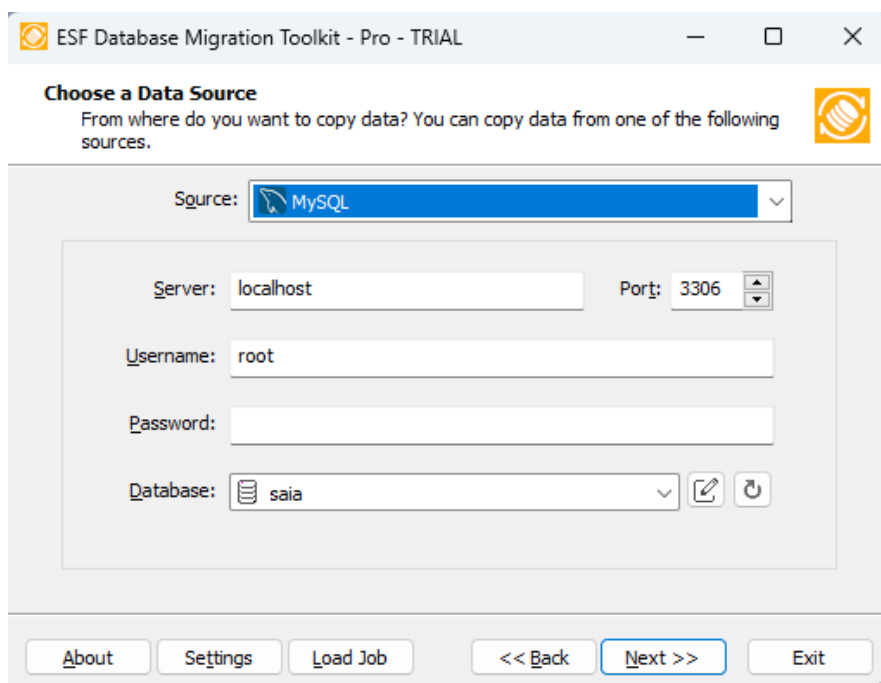 ESF Database Migration Toolkit - Pro - TRIAL
Choose a Data Source
From where do you want to copy data? You can copy data from one of the following
sources.
Source: MySQL
Server: localhost Port: 3306
Username: root
Password:
Database: saia
About Settings Load Job << Back Next >> Exit